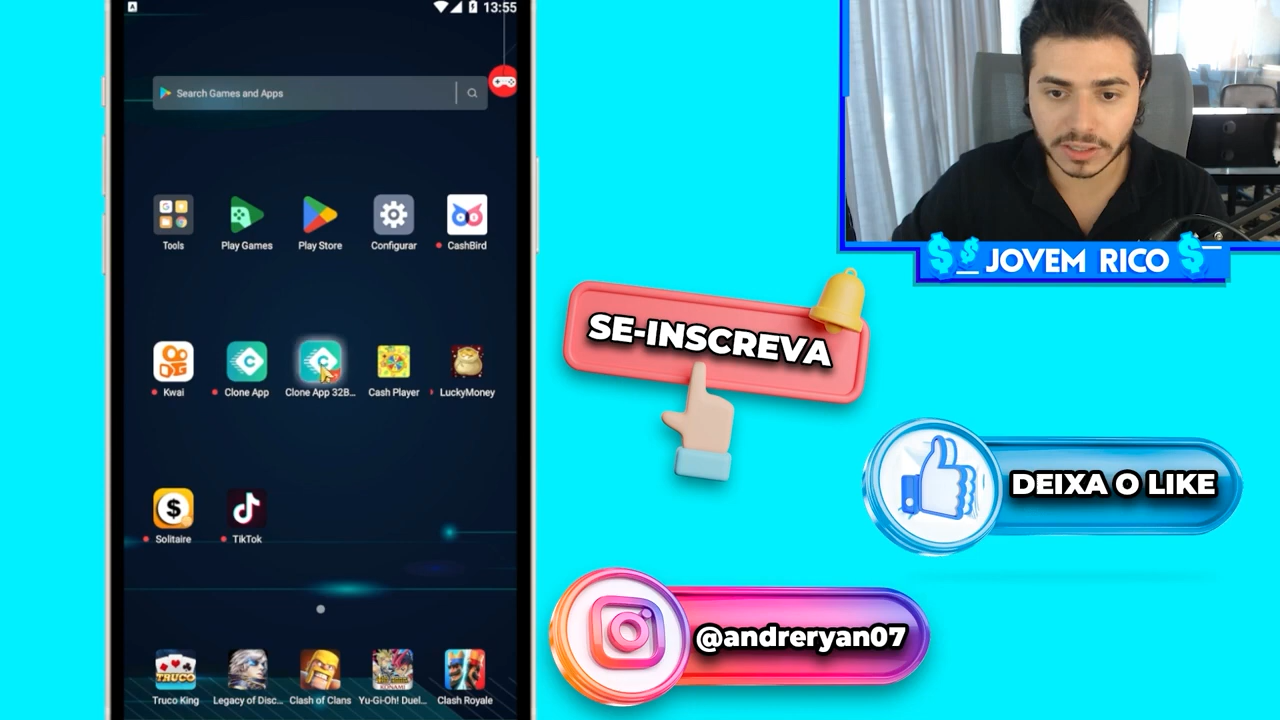 13:55
Search Games and Apps
Tools
Play Games
Play Store
Configurar
CashBird
Kwai
Clone App
Clone App 32B...
Cash Player
LuckyMoney
Solitaire
TikTok
Truco King
Legacy of Disc...
Clash of Clans
Yu-Gi-Oh! Duel...
Clash Royale
JOVEM RICO
SE-INSCREVA
DEIXA O LIKE
@andreryan07